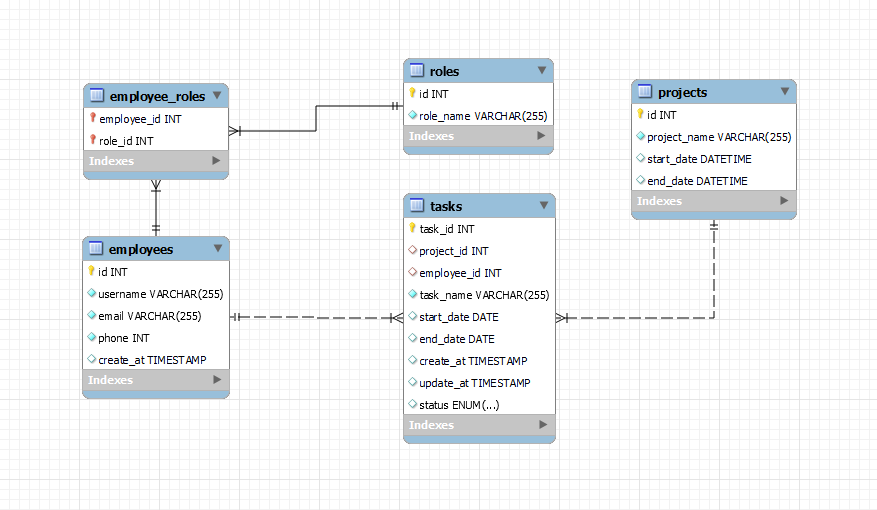 employee_roles
employee_id INT
role_id INT
Indexes
roles
id INT
role_name VARCHAR(255)
Indexes
projects
id INT
project_name VARCHAR(255)
start_date DATETIME
end_date DATETIME
Indexes
employees
id INT
username VARCHAR(255)
email VARCHAR(255)
phone INT
create_at TIMESTAMP
Indexes
tasks
task_id INT
project_id INT
employee_id INT
task_name VARCHAR(255)
start_date DATE
end_date DATE
create_at TIMESTAMP
update_at TIMESTAMP
status ENUM(...)
Indexes